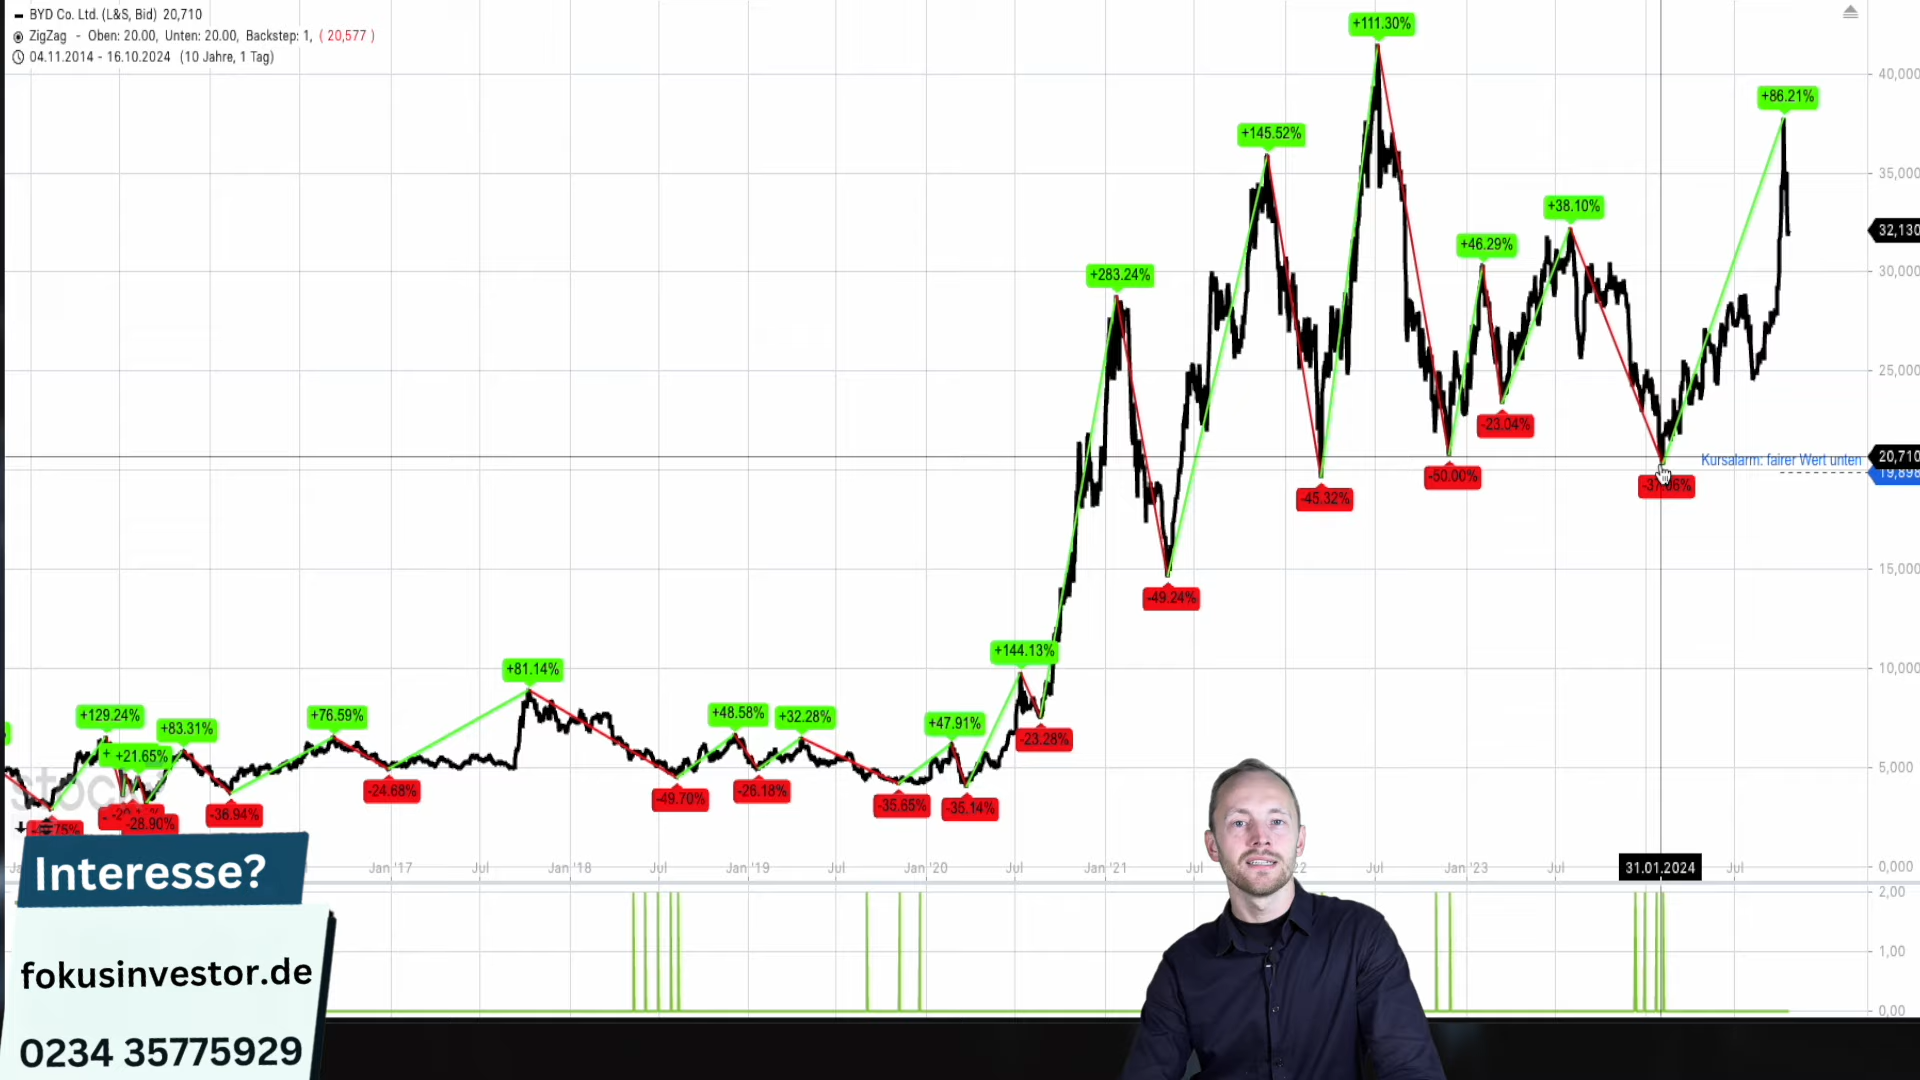 BYD Co. Ltd. (L&S, Bid) 20,710
ZigZag - Oben: 20.00, Unten: 20.00, Backstep: 1, ( 20,577 )
04.11.2014 - 16.10.2024 (10 Jahre, 1 Tag)
+111.30%
40,000
+86.21%
+145.52%
35,000
+38.10%
32,130
+46.29%
30,000
+283.24%
25,000
-23.04%
Kursalarm: fairer Wert unten
20,710
19,898
-50.00%
-45.32%
15,000
-49.24%
+144.13%
10,000
+81.14%
+129.24%
+48.58%
+32.28%
+76.59%
+47.91%
+83.31%
-23.28%
+21.65%
5,000
-24.68%
-26.18%
-49.70%
-35.65%
-35.14%
-36.94%
-28.90%
Jan '17
Jul
Jan '18
Jul
Jan '19
Jul
Jan '20
Jul
Jan '21
Jul
Jul
Jan '23
Jul
31.01.2024
Jul
0,000
2,00
1,00
0,00
Interesse?
fokusinvestor.de
0234 35775929